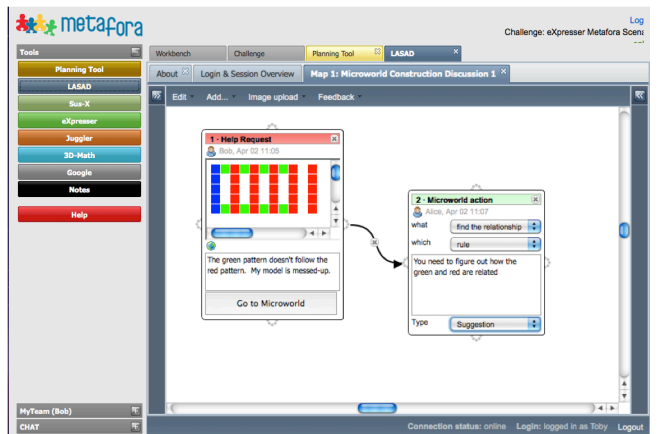 metafora
Log
Challenge: eXpresser Metafora Scena
Tools
Planning Tool
LASAD
Sus-X
eXpresser
Juggler
3D-Math
Google
Notes
Help
MyTeam (Bob)
CHAT
Workbench
Challenge
Planning Tool
LASAD
About
Login & Session Overview
Map 1: Microworld Construction Discussion 1
Edit
Add...
Image upload
Feedback
1 - Help Request
Bob, Apr 02 11:05
The green pattern doesn't follow the
red pattern. My model is messed-up.
Go to Microworld
2 - Microworld action
Alice, Apr 02 11:07
what
find the relationship
which
rule
You need to figure out how the
green and red are related
Type
Suggestion
Connection status: online Login: logged in as Toby Logout